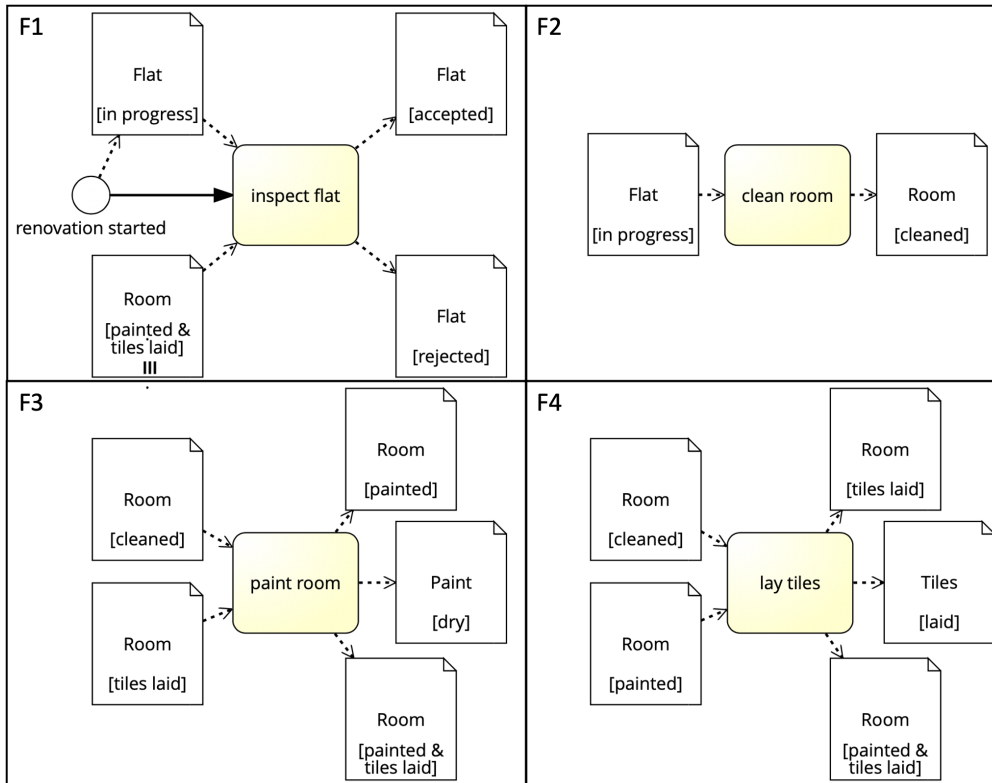 F1
Flat
[in progress]
Flat
[accepted]
inspect flat
renovation started
Room
[painted &
tiles laid]
Flat
[rejected]
F2
Flat
[in progress]
clean room
Room
[cleaned]
F3
Room
[cleaned]
Room
[tiles laid]
paint room
Room
[painted]
Paint
[dry]
Room
[painted &
tiles laid]
F4
Room
[cleaned]
Room
[painted]
lay tiles
Room
[tiles laid]
Tiles
[laid]
Room
[painted &
tiles laid]